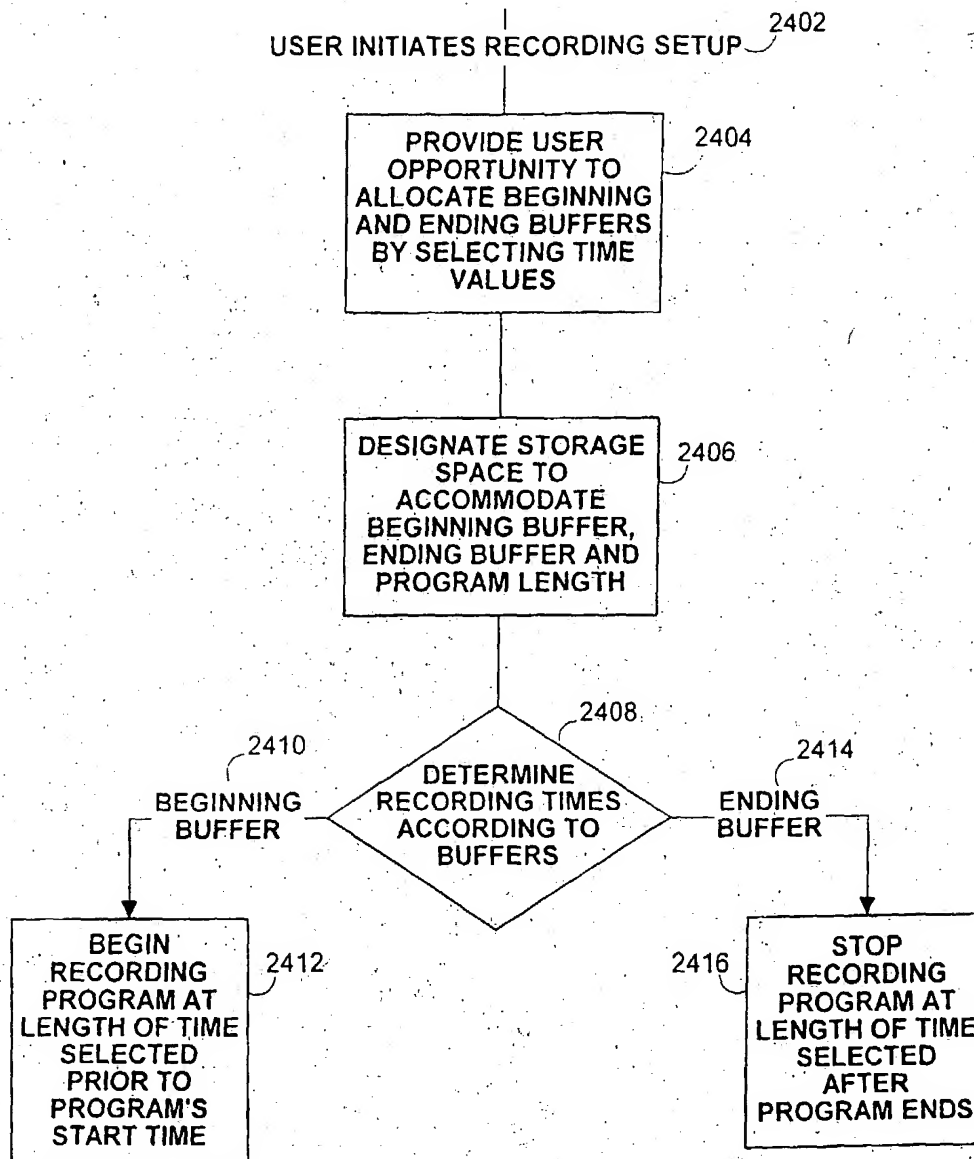 2402
USER INITIATES RECORDING SETUP
2404
PROVIDE USER
OPPORTUNITY TO
ALLOCATE BEGINNING
AND ENDING BUFFERS
BY SELECTING TIME
VALUES
2406
DESIGNATE STORAGE
SPACE TO
ACCOMMODATE
BEGINNING BUFFER,
ENDING BUFFER AND
PROGRAM LENGTH
2408
DETERMINE
RECORDING TIMES
ACCORDING TO
BUFFERS
2410
BEGINNING
BUFFER
2414
ENDING
BUFFER
2412
BEGIN
RECORDING
PROGRAM AT
LENGTH OF TIME
SELECTED
PRIOR TO
PROGRAM'S
START TIME
2416
STOP
RECORDING
PROGRAM AT
LENGTH OF TIME
SELECTED
AFTER
PROGRAM ENDS